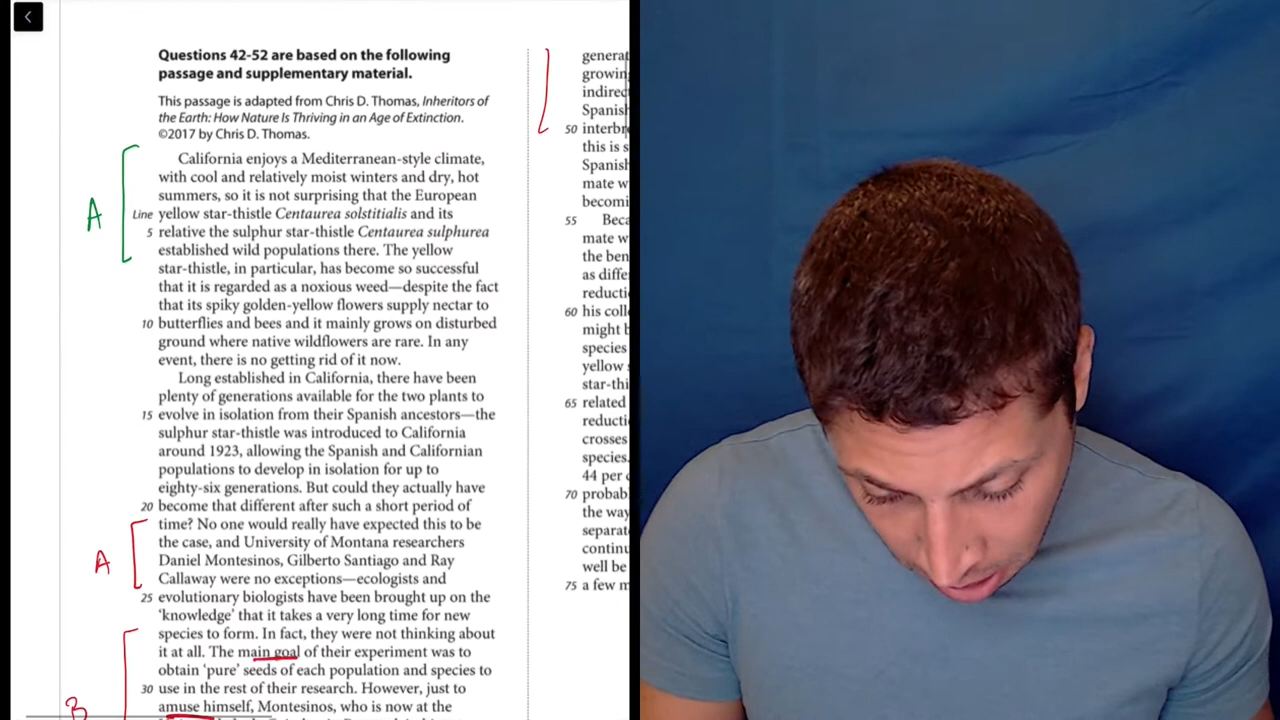 Questions 42-52 are based on the following
passage and supplementary material.
This passage is adapted from Chris D. Thomas, Inheritors of
the Earth: How Nature Is Thriving in an Age of Extinction.
©2017 by Chris D. Thomas.
California enjoys a Mediterranean-style climate,
with cool and relatively moist winters and dry, hot
summers, so it is not surprising that the European
Line yellow star-thistle Centaurea solstitialis and its
5 relative the sulphur star-thistle Centaurea sulphurea
established wild populations there. The yellow
star-thistle, in particular, has become so successful
that it is regarded as a noxious weed—despite the fact
that its spiky golden-yellow flowers supply nectar to
10 butterflies and bees and it mainly grows on disturbed
ground where native wildflowers are rare. In any
event, there is no getting rid of it now.
Long established in California, there have been
plenty of generations available for the two plants to
15 evolve in isolation from their Spanish ancestors—the
sulphur star-thistle was introduced to California
around 1923, allowing the Spanish and Californian
populations to develop in isolation for up to
eighty-six generations. But could they actually have
20 become that different after such a short period of
time? No one would really have expected this to be
the case, and University of Montana researchers
Daniel Montesinos, Gilberto Santiago and Ray
Callaway were no exceptions—ecologists and
25 evolutionary biologists have been brought up on the
‘knowledge’ that it takes a very long time for new
species to form. In fact, they were not thinking about
it at all. The main goal of their experiment was to
obtain ‘pure’ seeds of each population and species to
30 use in the rest of their research. However, just to
amuse himself, Montesinos, who is now at the
A
A
B
generat
growing
indirec
Spanish
50 interbr
this is s
Spanish
mate w
becomi
55 Beca
mate w
the ben
as diffe
reducti
60 his coll
might b
species
yellow
star-thi
65 related
reducti
crosses
species.
44 per
70 probab
the way
separat
continu
well be
75 a few m